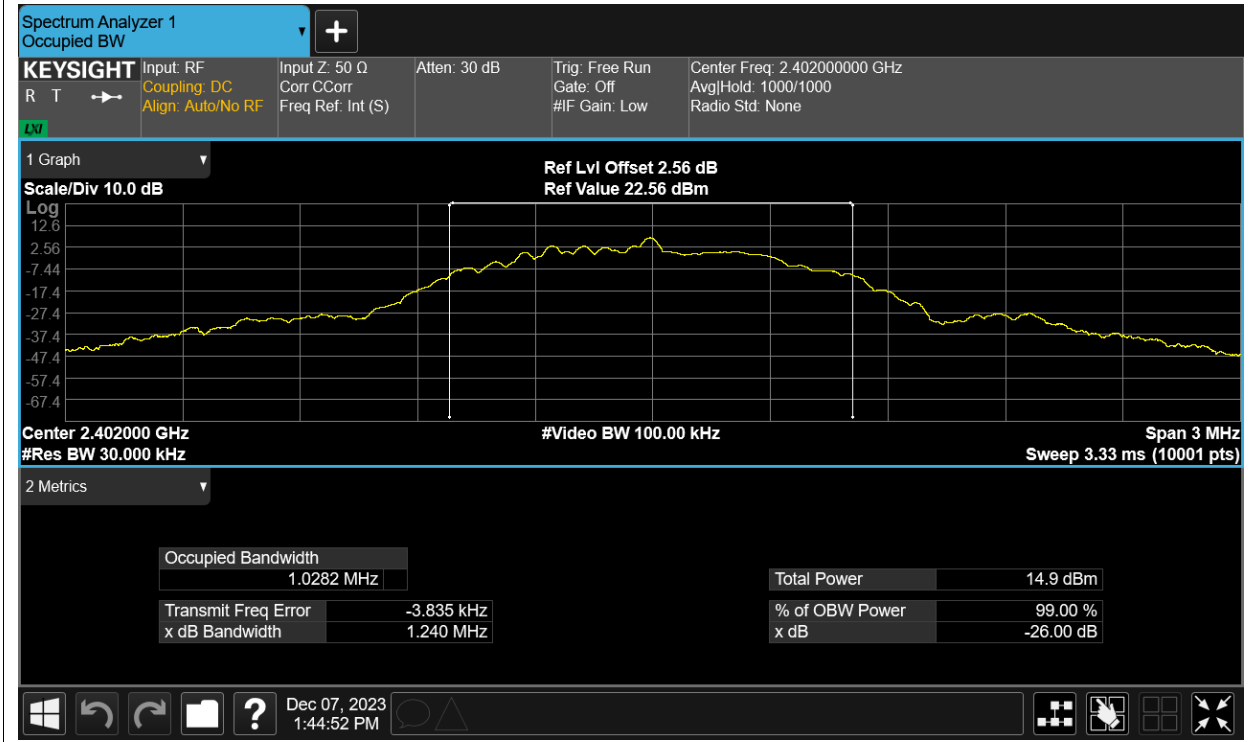 Spectrum Analyzer 1
Occupied BW
KEYSIGHT Input: RF Input Z: 50 Ω Atten: 30 dB Trig: Free Run Center Freq: 2.402000000 GHz
R T Coupling: DC Corr CCorr Gate: Off Avg|Hold: 1000/1000
Align: Auto/No RF Freq Ref: Int (S) #IF Gain: Low Radio Std: None
LXI
1 Graph
Ref Lvl Offset 2.56 dB
Scale/Div 10.0 dB Ref Value 22.56 dBm
Log
12.6
2.56
-7.44
-17.4
-27.4
-37.4
-47.4
-57.4
-67.4
Center 2.402000 GHz #Video BW 100.00 kHz Span 3 MHz
#Res BW 30.000 kHz Sweep 3.33 ms (10001 pts)
2 Metrics
Occupied Bandwidth
1.0282 MHz Total Power 14.9 dBm
Transmit Freq Error -3.835 kHz % of OBW Power 99.00 %
x dB Bandwidth 1.240 MHz x dB -26.00 dB
? Dec 07, 2023
1:44:52 PM